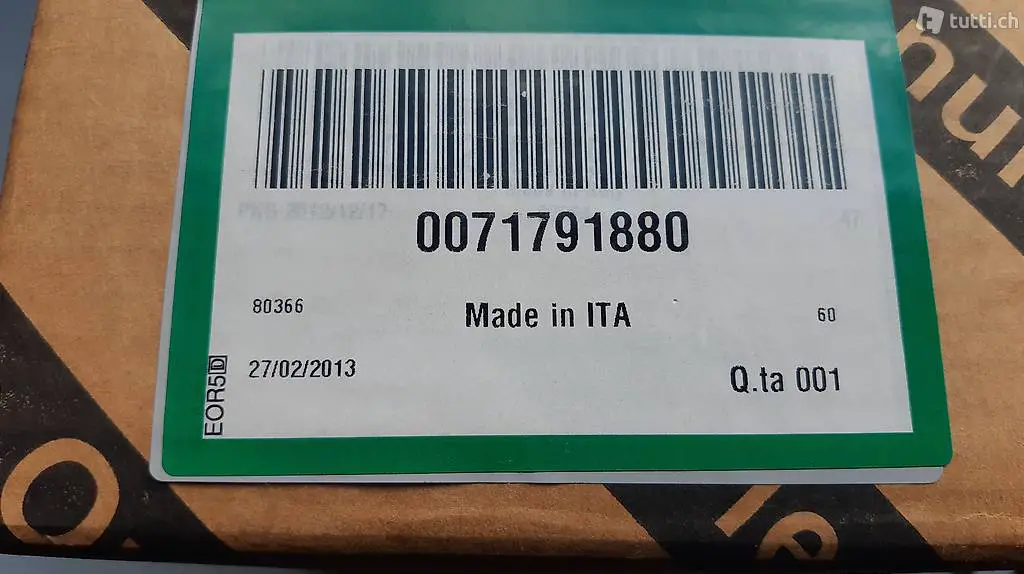 tutti.ch
0071791880
80366
Made in ITA
60
27/02/2013
Q.ta 001
EOR5D